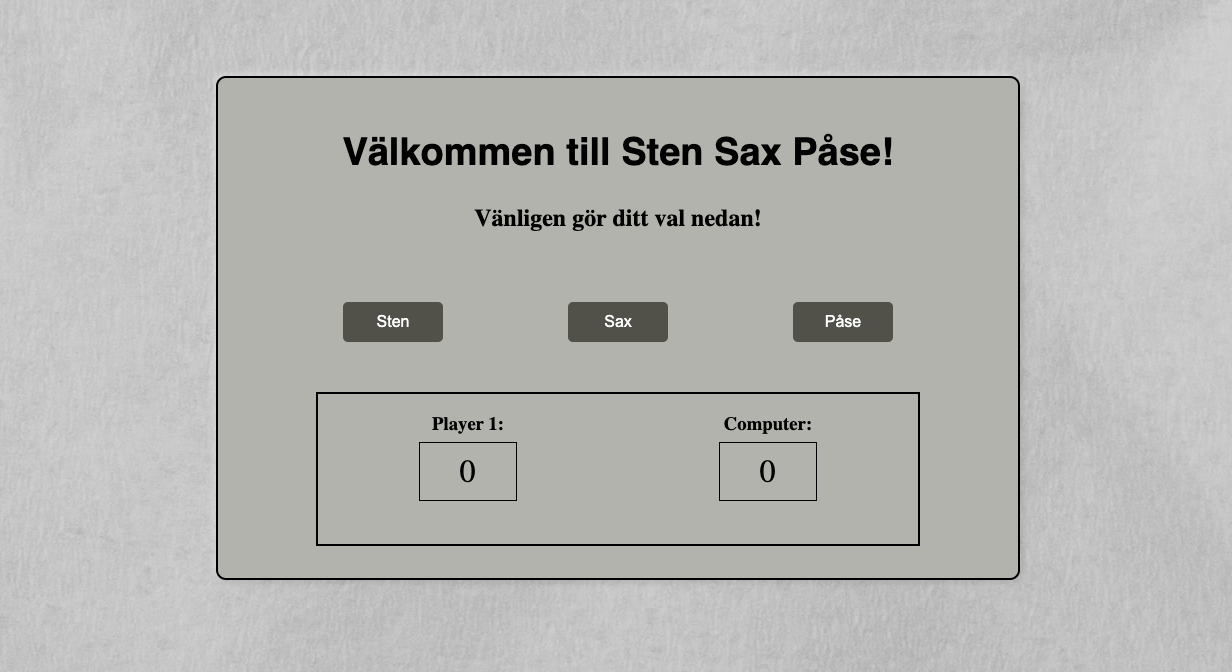 Välkommen till Sten Sax Påse!
Vänligen gör ditt val nedan!
Sten Sax Påse
Player 1: Computer:
0 0